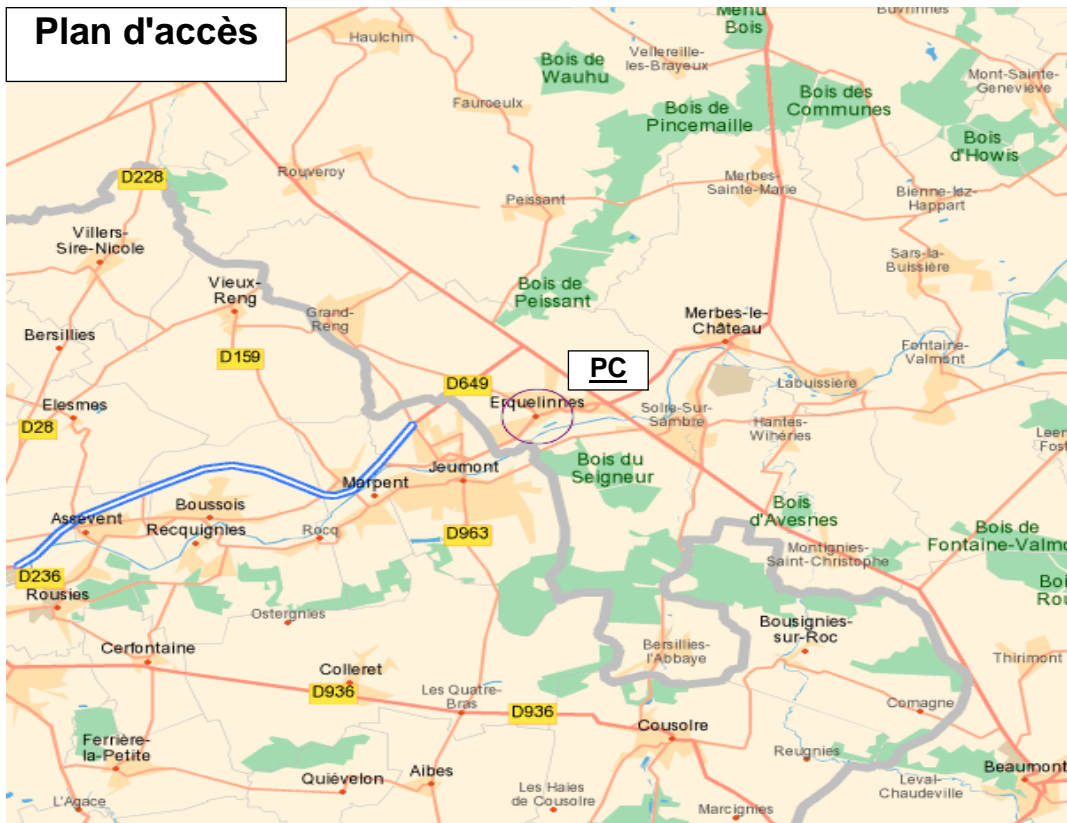 Plan d'accès
Menu
Bois
Buvrinnes
Haulchin
Bois de
Wauhu
Vellereille-
les-Brayeux
Mont-Sainte-
Geneviève
Fauroeulx
Bois de
Pincemaille
Bois des
Communes
Bois
d'Howis
D228
Rouveroy
Peissant
Merbes-
Sainte-Marie
Bienne-lez-
Happart
Villers-
Sire-Nicole
Sars-la-
Buissière
Vieux-
Reng
Bois de
Peissant
Grand-
Reng
Merbes-le-
Château
Bersillies
D159
Fontaine-
Valmont
PC
D649
Labuissière
Elesmes
Erquelinnes
Solre-Sur-
Sambre
Hantes-
Wihéries
D28
Leer
Fost
Jeumont
Bois du
Seigneur
Marpent
Boussois
Assevent
Recquignies
Rocq
D963
Bois
d'Avesnes
Bois de
Fontaine-Valmo
Montignies-
Saint-Christophe
D236
Rousies
Boi
Rou
Ostergnies
Bousignies-
sur-Roc
Cerfontaine
Bersillies-
l'Abbaye
Thirimont
Colleret
D936
Les Quatre-
Bras
D936
Comagne
Cousolre
Ferrière-
la-Petite
Reugnies
Beaumont
Quiévelon
Aibes
Leval-
Chaudeville
L'Agace
Les Haies
de Cousolre
Marcignies